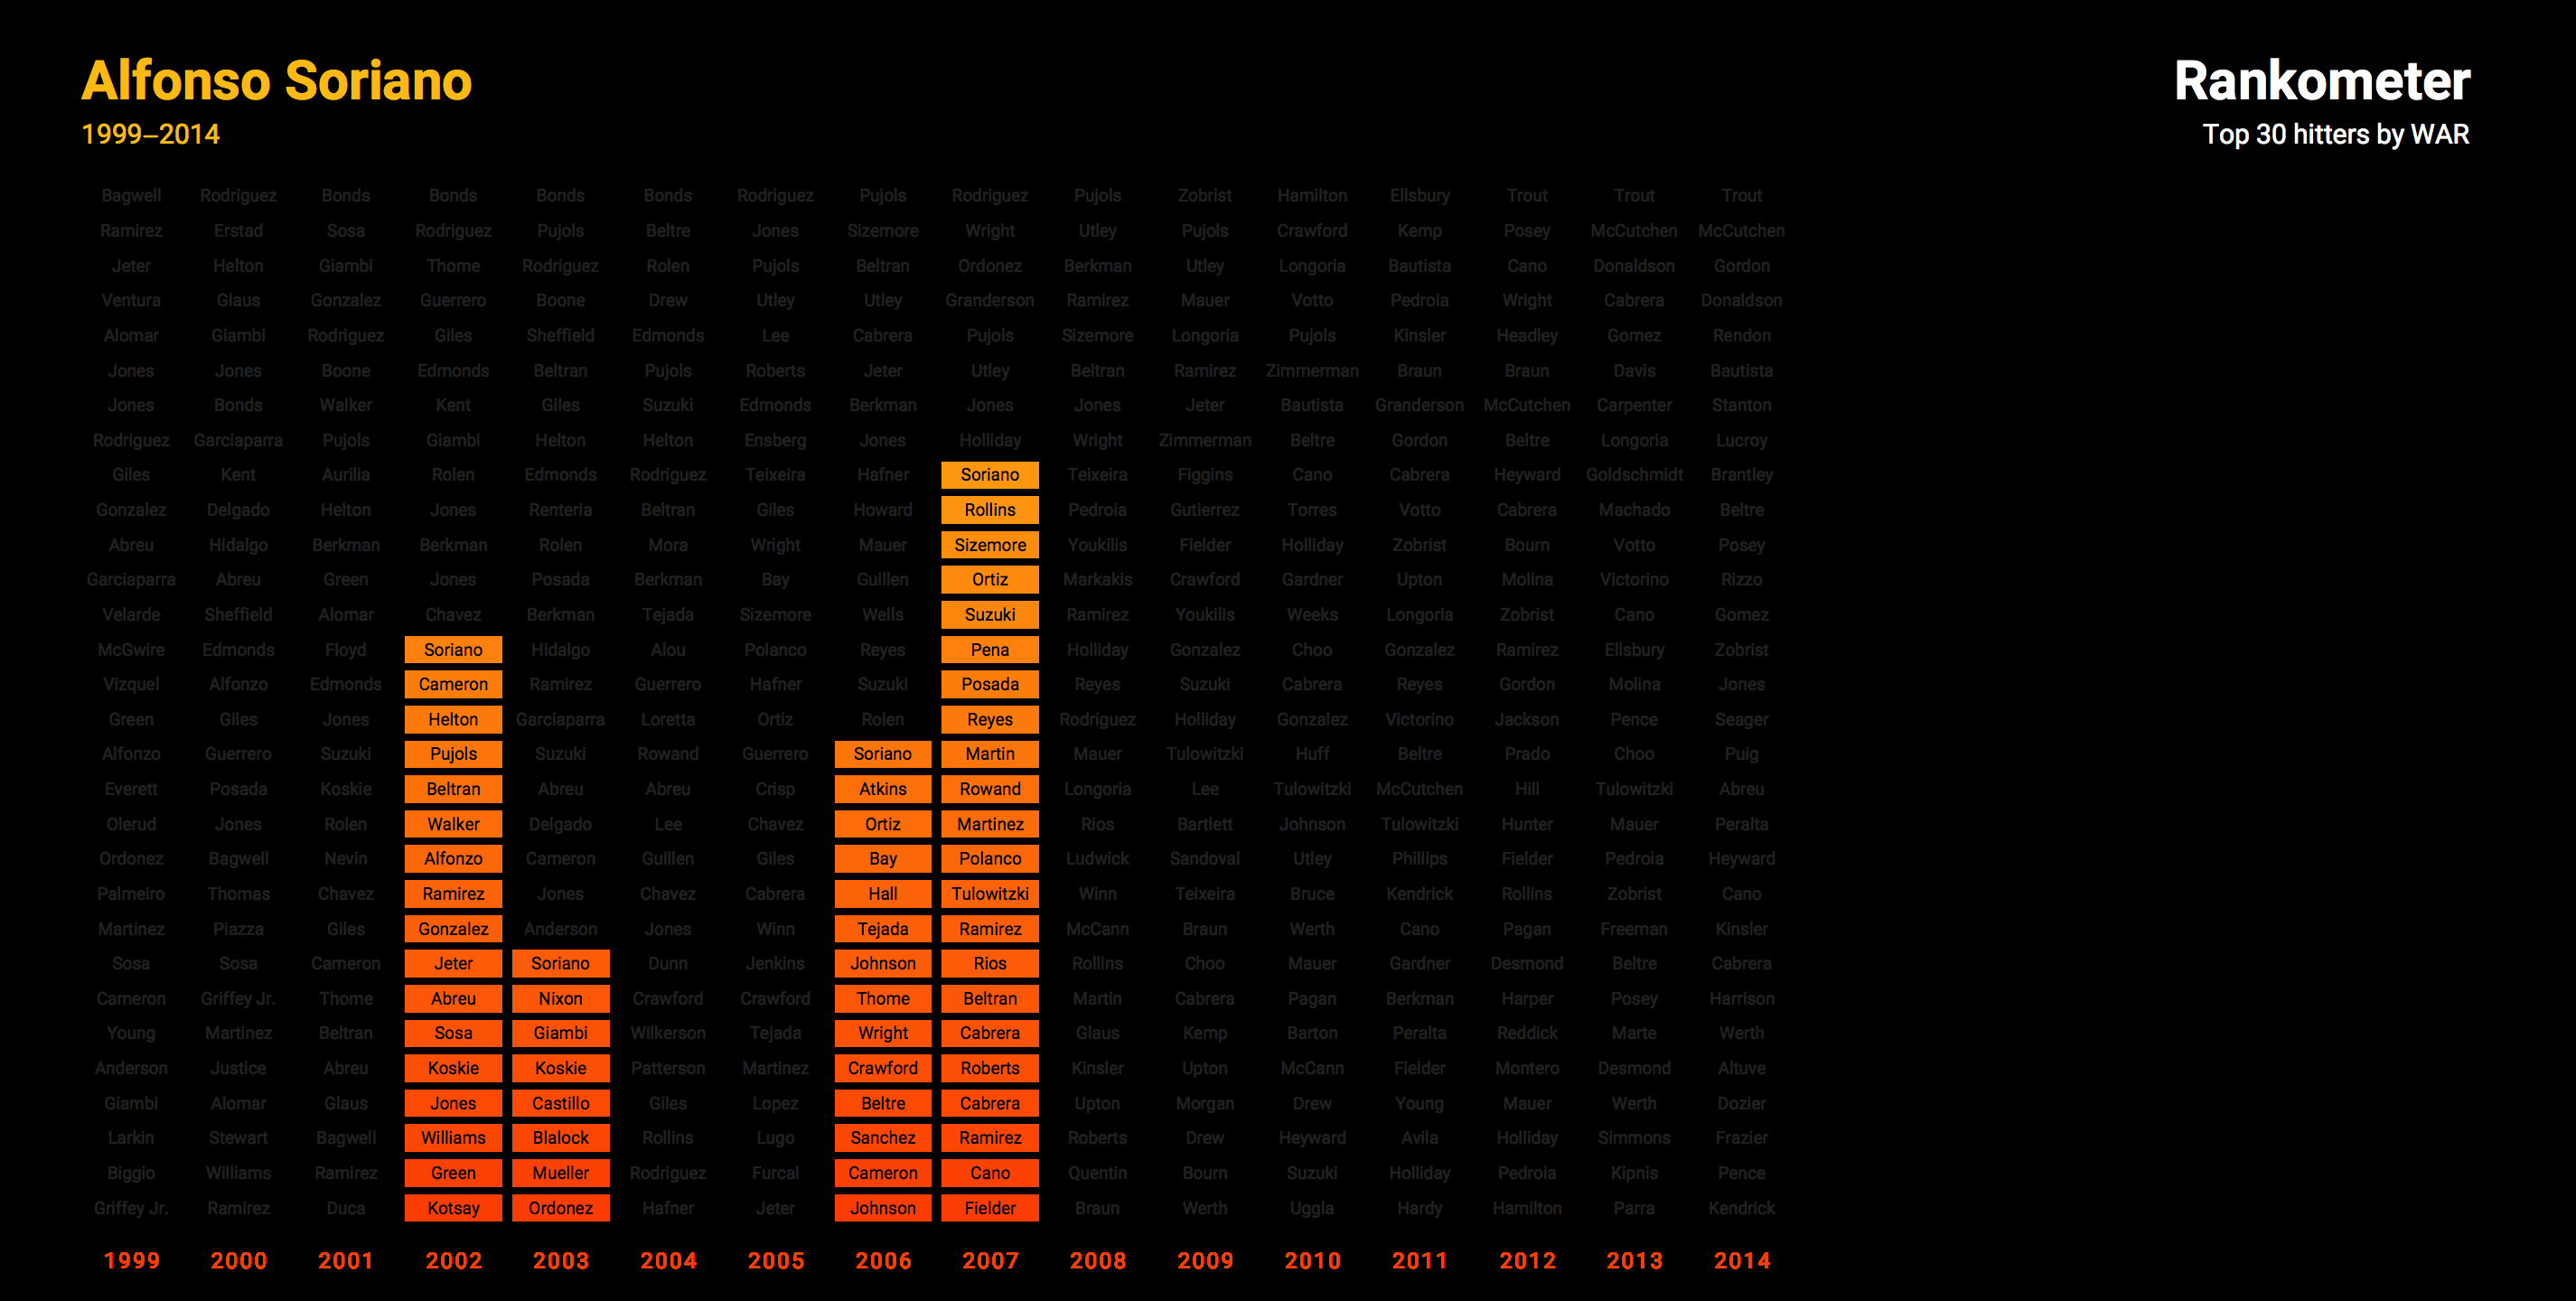 Alfonso Soriano
1999–2014
Rankometer
Top 30 hitters by WAR
Bagwell Rodriguez Bonds Bonds Bonds Bonds Rodriguez Pujols Rodriguez Pujols Zobrist Hamilton Ellsbury Trout Trout Trout
Ramirez Erstad Sosa Rodriguez Pujols Beltre Jones Sizemore Wright Utley Pujols Crawford Kemp Posey McCutchen McCutchen
Jeter Helton Giambi Thome Rodriguez Rolen Pujols Beltran Ordonez Berkman Utley Longoria Bautista Cano Donaldson Gordon
Ventura Glaus Gonzalez Guerrero Boone Drew Utley Utley Granderson Ramirez Mauer Votto Pedroia Wright Cabrera Donaldson
Alomar Giambi Rodriguez Giles Sheffield Edmonds Lee Cabrera Pujols Sizemore Longoria Pujols Kinsler Headley Gomez Rendon
Jones Jones Boone Edmonds Beltran Pujols Roberts Jeter Utley Beltran Ramirez Zimmerman Braun Braun Davis Bautista
Jones Bonds Walker Kent Giles Suzuki Edmonds Berkman Jones Jones Jeter Bautista Granderson McCutchen Carpenter Stanton
Rodriguez Garciaparra Pujols Giambi Helton Helton Ensberg Jones Holliday Wright Zimmerman Beltre Gordon Beltre Longoria Lucroy
Giles Kent Aurilia Rolen Edmonds Rodriguez Teixeira Hafner Soriano Teixeira Figgins Cano Cabrera Heyward Goldschmidt Brantley
Gonzalez Delgado Helton Jones Renteria Beltran Giles Howard Rollins Pedroia Gutierrez Torres Votto Cabrera Machado Beltre
Abreu Hidalgo Berkman Berkman Rolen Mora Wright Mauer Sizemore Youkilis Fielder Holliday Zobrist Bourn Votto Posey
Garciaparra Abreu Green Jones Posada Berkman Bay Guillen Ortiz Markakis Crawford Gardner Upton Molina Victorino Rizzo
Velarde Sheffield Alomar Chavez Berkman Tejada Sizemore Wells Suzuki Ramirez Youkilis Weeks Longoria Zobrist Cano Gomez
McGwire Edmonds Floyd Soriano Hidalgo Alou Polanco Reyes Pena Holliday Gonzalez Choo Gonzalez Ramirez Ellsbury Zobrist
Vizquel Alfonzo Edmonds Cameron Ramirez Guerrero Hafner Suzuki Posada Reyes Suzuki Cabrera Reyes Gordon Molina Jones
Green Giles Jones Helton Garciaparra Loretta Ortiz Rolen Reyes Rodriguez Holliday Gonzalez Victorino Jackson Pence Seager
Alfonzo Guerrero Suzuki Pujols Suzuki Rowand Guerrero Soriano Martin Mauer Tulowitzki Huff Beltre Prado Choo Puig
Everett Posada Koskie Beltran Abreu Abreu Crisp Atkins Rowand Longoria Lee Tulowitzki McCutchen Hill Tulowitzki Abreu
Olerud Jones Rolen Walker Delgado Lee Chavez Ortiz Martinez Rios Bartlett Johnson Tulowitzki Hunter Mauer Peralta
Ordonez Bagwell Nevin Alfonzo Cameron Guillen Giles Bay Polanco Ludwick Sandoval Utley Phillips Fielder Pedroia Heyward
Palmeiro Thomas Chavez Ramirez Jones Chavez Cabrera Hall Tulowitzki Winn Teixeira Bruce Kendrick Rollins Zobrist Cano
Martinez Piazza Giles Gonzalez Anderson Jones Winn Tejada Ramirez McCann Braun Werth Cano Pagan Freeman Kinsler
Sosa Sosa Cameron Jeter Soriano Dunn Jenkins Johnson Rios Rollins Choo Mauer Gardner Desmond Beltre Cabrera
Cameron Griffey Jr. Thome Abreu Nixon Crawford Crawford Thome Beltran Martin Cabrera Pagan Berkman Harper Posey Harrison
Young Martinez Beltran Sosa Giambi Wilkerson Tejada Wright Cabrera Glaus Kemp Barton Peralta Reddick Marte Werth
Anderson Justice Abreu Koskie Koskie Patterson Martinez Crawford Roberts Kinsler Upton McCann Fielder Montero Desmond Altuve
Giambi Alomar Glaus Jones Castillo Giles Lopez Beltre Cabrera Upton Morgan Drew Young Mauer Werth Dozier
Larkin Stewart Bagwell Williams Blalock Rollins Lugo Sanchez Ramirez Roberts Drew Heyward Avila Holliday Simmons Frazier
Biggio Williams Ramirez Green Mueller Rodriguez Furcal Cameron Cano Quentin Bourn Suzuki Holliday Pedroia Kipnis Pence
Griffey Jr. Ramirez Duca Kotsay Ordonez Hafner Jeter Johnson Fielder Braun Werth Uggla Hardy Hamilton Parra Kendrick
1999 2000 2001 2002 2003 2004 2005 2006 2007 2008 2009 2010 2011 2012 2013 2014